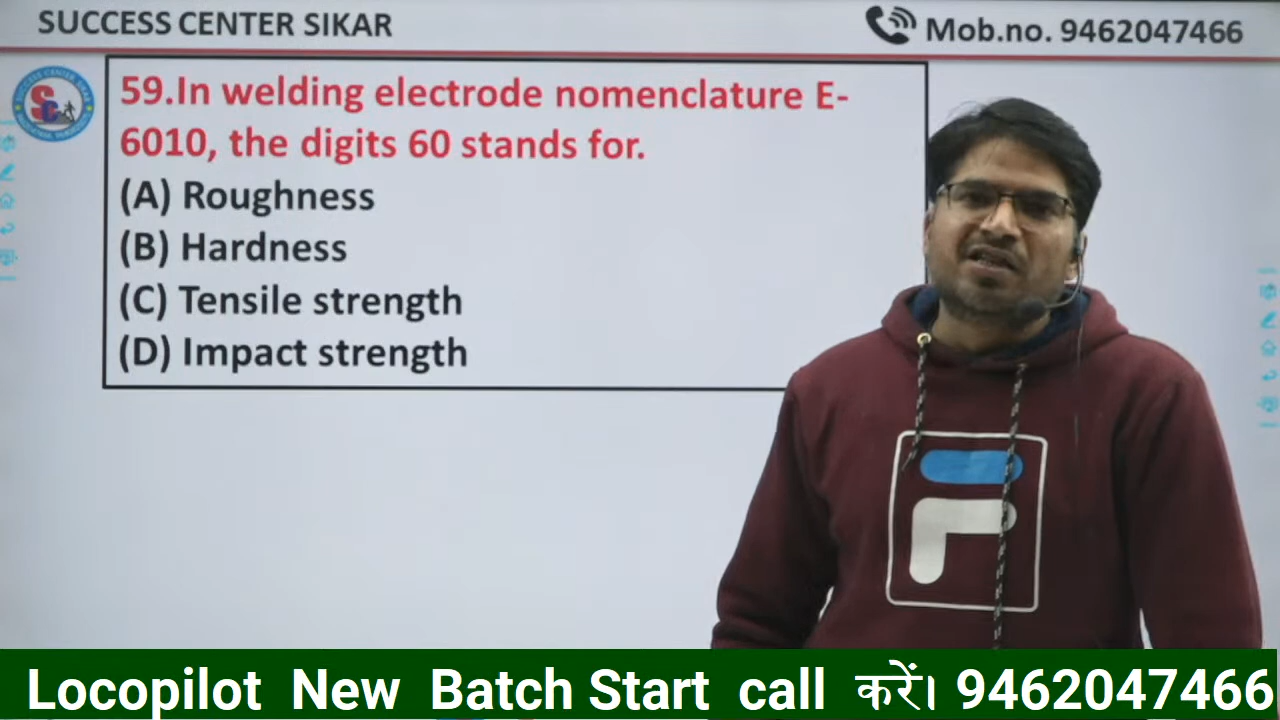 SUCCESS CENTER SIKAR
Mob.no. 9462047466
59.In welding electrode nomenclature E-
6010, the digits 60 stands for.
(A) Roughness
(B) Hardness
(C) Tensile strength
(D) Impact strength
Locopilot New Batch Start call करें। 9462047466